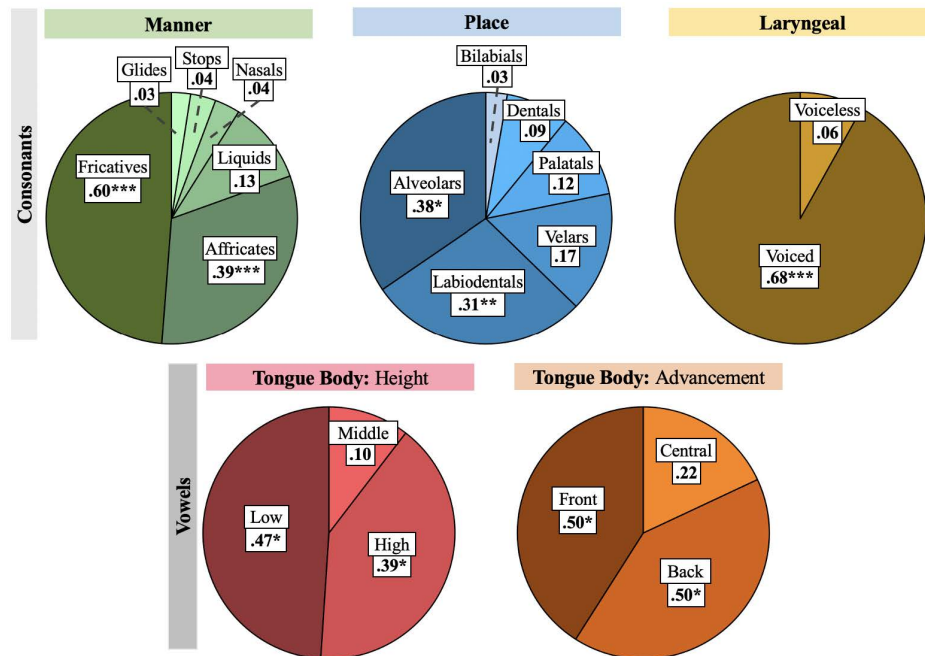 Manner
Place
Laryngeal
Consonants
Glides
.03
Stops
.04
Nasals
.04
Liquids
.13
Affricates
.39***
Fricatives
.60***
Bilabials
.03
Dentals
.09
Palatals
.12
Velars
.17
Labiodentals
.31**
Alveolars
.38*
Voiceless
.06
Voiced
.68***
Tongue Body: Height
Tongue Body: Advancement
Vowels
Middle
.10
High
.39*
Low
.47*
Central
.22
Back
.50*
Front
.50*